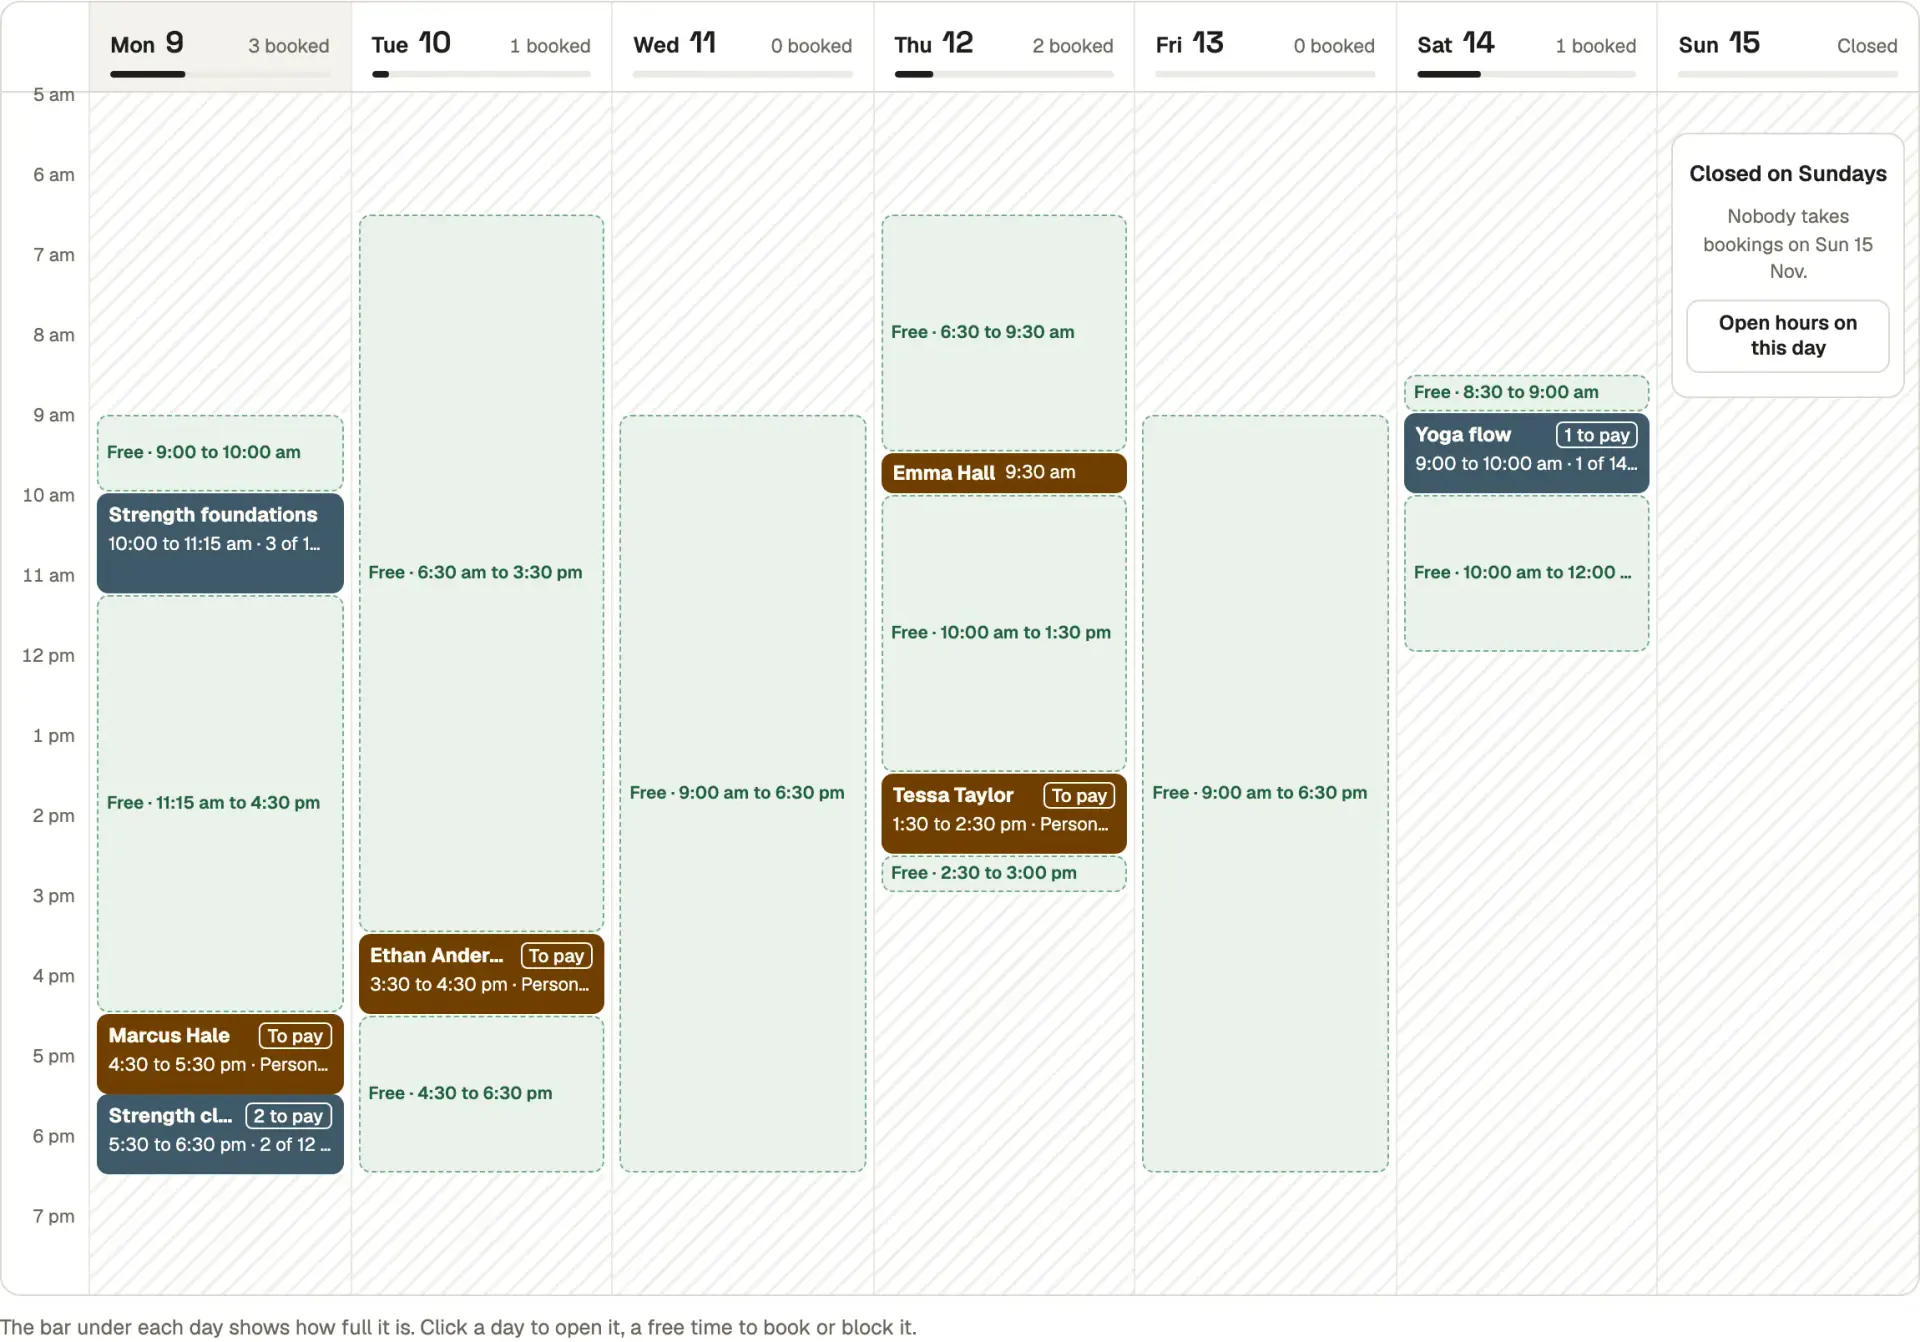 Mon 9 3 booked
Tue 10 1 booked
Wed 11 0 booked
Thu 12 2 booked
Fri 13 0 booked
Sat 14 1 booked
Sun 15 Closed
5 am
6 am
7 am
8 am
9 am
10 am
11 am
12 pm
1 pm
2 pm
3 pm
4 pm
5 pm
6 pm
7 pm
Free · 9:00 to 10:00 am
Strength foundations
10:00 to 11:15 am · 3 of 1...
Free · 11:15 am to 4:30 pm
Marcus Hale To pay
4:30 to 5:30 pm · Person...
Strength cl... 2 to pay
5:30 to 6:30 pm · 2 of 12 ...
Free · 6:30 am to 3:30 pm
Ethan Ander... To pay
3:30 to 4:30 pm · Person...
Free · 4:30 to 6:30 pm
Free · 9:00 am to 6:30 pm
Free · 6:30 to 9:30 am
Emma Hall 9:30 am
Free · 10:00 am to 1:30 pm
Tessa Taylor To pay
1:30 to 2:30 pm · Person...
Free · 2:30 to 3:00 pm
Free · 9:00 am to 6:30 pm
Free · 8:30 to 9:00 am
Yoga flow 1 to pay
9:00 to 10:00 am · 1 of 14...
Free · 10:00 am to 12:00 ...
Closed on Sundays
Nobody takes
bookings on Sun 15
Nov.
Open hours on
this day
The bar under each day shows how full it is. Click a day to open it, a free time to book or block it.